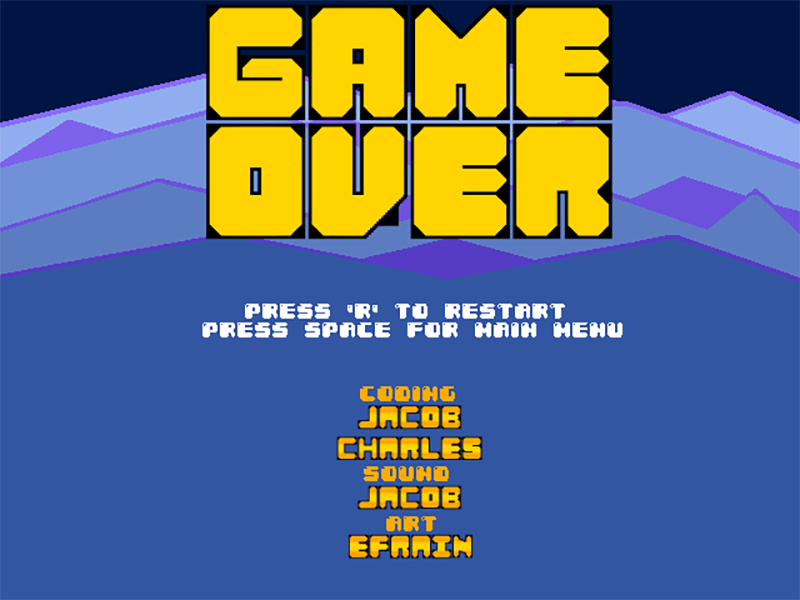 GAME
OVER
PRESS 'R' TO RESTART
PRESS SPACE FOR MAIN MENU
CODING
JACOB
CHARLES
SOUND
JACOB
ART
EFRAIN